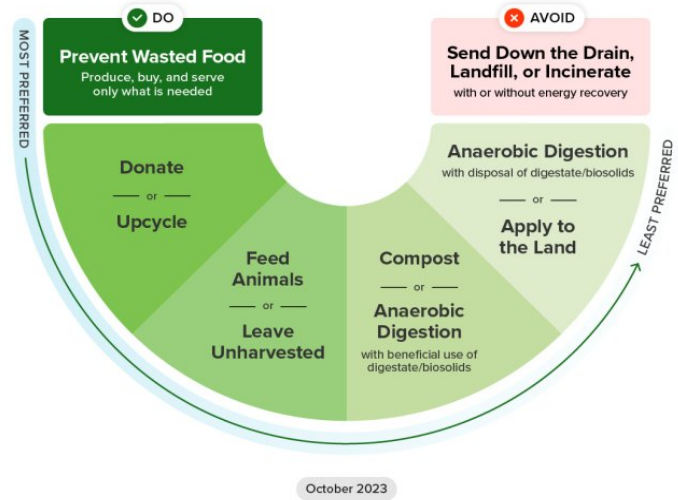 DO
Prevent Wasted Food
Produce, buy, and serve
only what is needed
AVOID
Send Down the Drain,
Landfill, or Incinerate
with or without energy recovery
MOST PREFERRED
Donate
or
Upcycle
Feed
Animals
or
Leave
Unharvested
Compost
or
Anaerobic
Digestion
with beneficial use of
digestate/biosolids
Anaerobic Digestion
with disposal of digestate/biosolids
or
Apply to
the Land
LEAST PREFERRED
October 2023